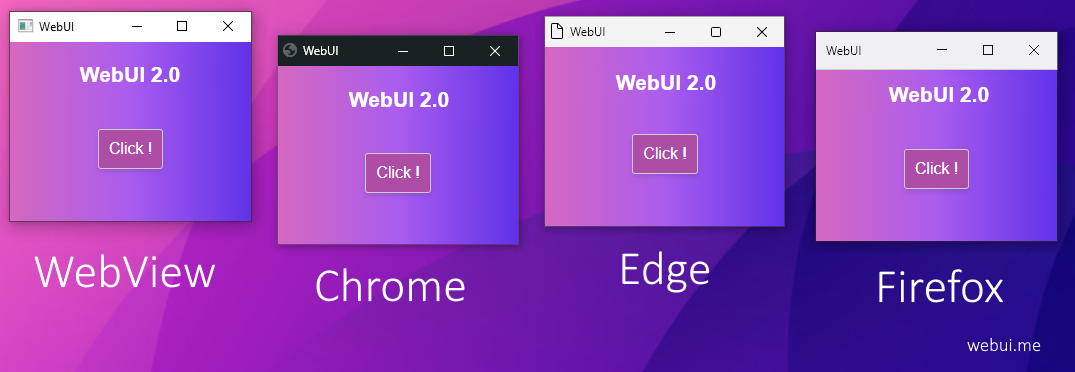 WebUI
WebUI 2.0
Click !
WebView
WebUI
WebUI 2.0
Click !
Chrome
WebUI
WebUI 2.0
Click !
Edge
WebUI
WebUI 2.0
Click !
Firefox
webui.me